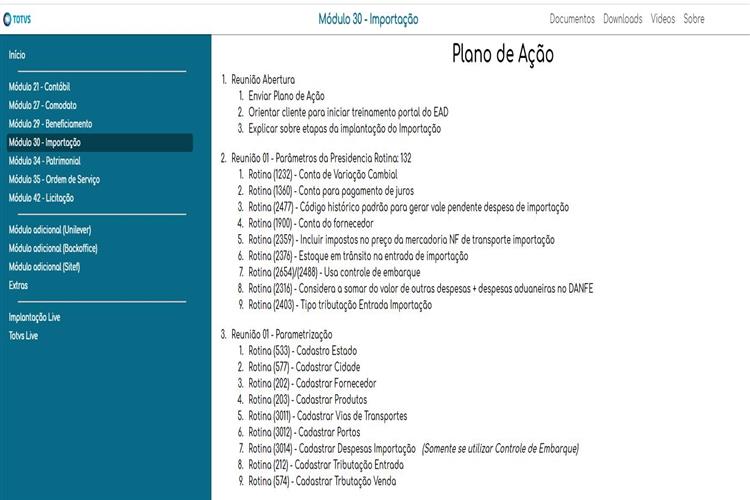 TOTVS
Módulo 30 - Importação
Documentos Downloads Videos Sobre
Início
Módulo 21 - Contábil
Módulo 27 - Comodato
Módulo 29 - Beneficiamento
Módulo 30 - Importação
Módulo 34 - Patrimonial
Módulo 35 - Ordem de Serviço
Módulo 42 - Licitação
Módulo adicional (Unilever)
Módulo adicional (Backoffice)
Módulo adicional (Sitef)
Extras
Implantação Live
Totvs Live
Plano de Ação
1. Reunião Abertura
1. Enviar Plano de Ação
2. Orientar cliente para iniciar treinamento portal do EAD
3. Explicar sobre etapas da implantação do Importação
2. Reunião 01 - Parâmetros da Presidencia Rotina: 132
1. Rotina (1232) - Conta de Variação Cambial
2. Rotina (1360) - Conta para pagamento de juros
3. Rotina (2477) - Código histórico padrão para gerar vale pendente despesa de importação
4. Rotina (1900) - Conta do fornecedor
5. Rotina (2359) - Incluir impostos no preço da mercadoria NF de transporte importação
6. Rotina (2376) - Estoque em trânsito na entrada de importação
7. Rotina (2654)/(2488) - Usa controle de embarque
8. Rotina (2316) - Considera a somar do valor de outras despesas + despesas aduaneiras no DANFE
9. Rotina (2403) - Tipo tributação Entrada Importação
3. Reunião 01 - Parametrização
1. Rotina (533) - Cadastro Estado
2. Rotina (577) - Cadastrar Cidade
3. Rotina (202) - Cadastrar Fornecedor
4. Rotina (203) - Cadastrar Produtos
5. Rotina (3011) - Cadastrar Vias de Transportes
6. Rotina (3012) - Cadastrar Portos
7. Rotina (3014) - Cadastrar Despesas Importação (Somente se utilizar Controle de Embarque)
8. Rotina (212) - Cadastrar Tributação Entrada
9. Rotina (574) - Cadastrar Trbutação Venda